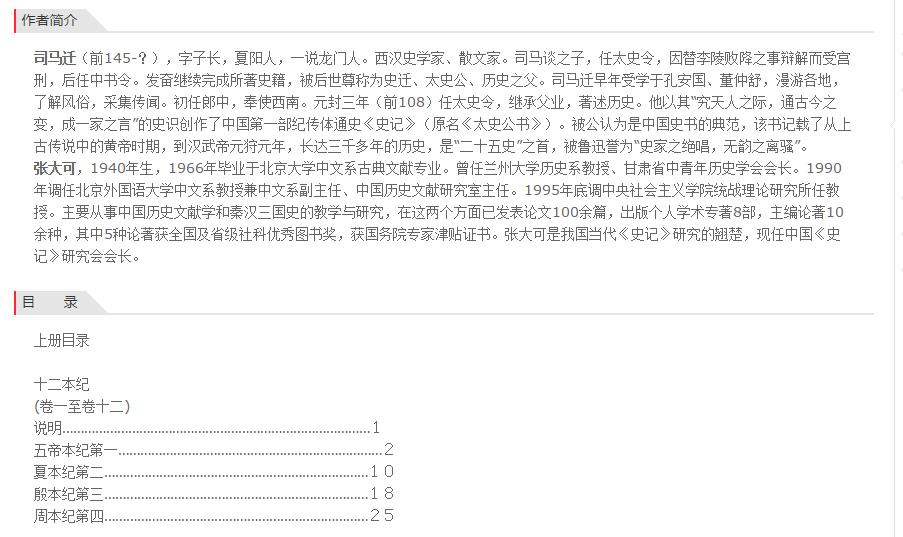 作者简介
司马迁（前145-？），字子长，夏阳人，一说龙门人。西汉史学家、散文家。司马谈之子，任太史令，因替李陵败降之事辩解而受宫
刑，后任中书令。发奋继续完成所著史籍，被后世尊称为史迁、太史公、历史之父。司马迁早年受学于孔安国、董仲舒，漫游各地，
了解风俗，采集传闻。初任郎中，奉使西南。元封三年（前108）任太史令，继承父业，著述历史。他以其“究天人之际，通古今之
变，成一家之言”的史识创作了中国第一部纪传体通史《史记》（原名《太史公书》）。被公认为是中国史书的典范，该书记载了从上
古传说中的黄帝时期，到汉武帝元狩元年，长达三千多年的历史，是“二十五史”之首，被鲁迅誉为“史家之绝唱，无韵之离骚”。
张大可，1940年生，1966年毕业于北京大学中文系古典文献专业。曾任兰州大学历史系教授、甘肃省中青年历史学会会长。1990
年调任北京外国语大学中文系教授兼中文系副主任、中国历史文献研究室主任。1995年底调中央社会主义学院统战理论研究所任教
授。主要从事中国历史文献学和秦汉三国史的教学与研究，在这两个方面已发表论文100余篇，出版个人学术专著8部，主编论著10
余种，其中5种论著获全国及省级社科优秀图书奖，获国务院专家津贴证书。张大可是我国当代《史记》研究的翘楚，现任中国《史
记》研究会会长。
目　　录
上册目录
十二本纪
(卷一至卷十二)
说明.............................................................................1
五帝本纪第一..................................................................2
夏本纪第二..................................................................1 0
殷本纪第三..................................................................1 8
周本纪第四..................................................................2 5